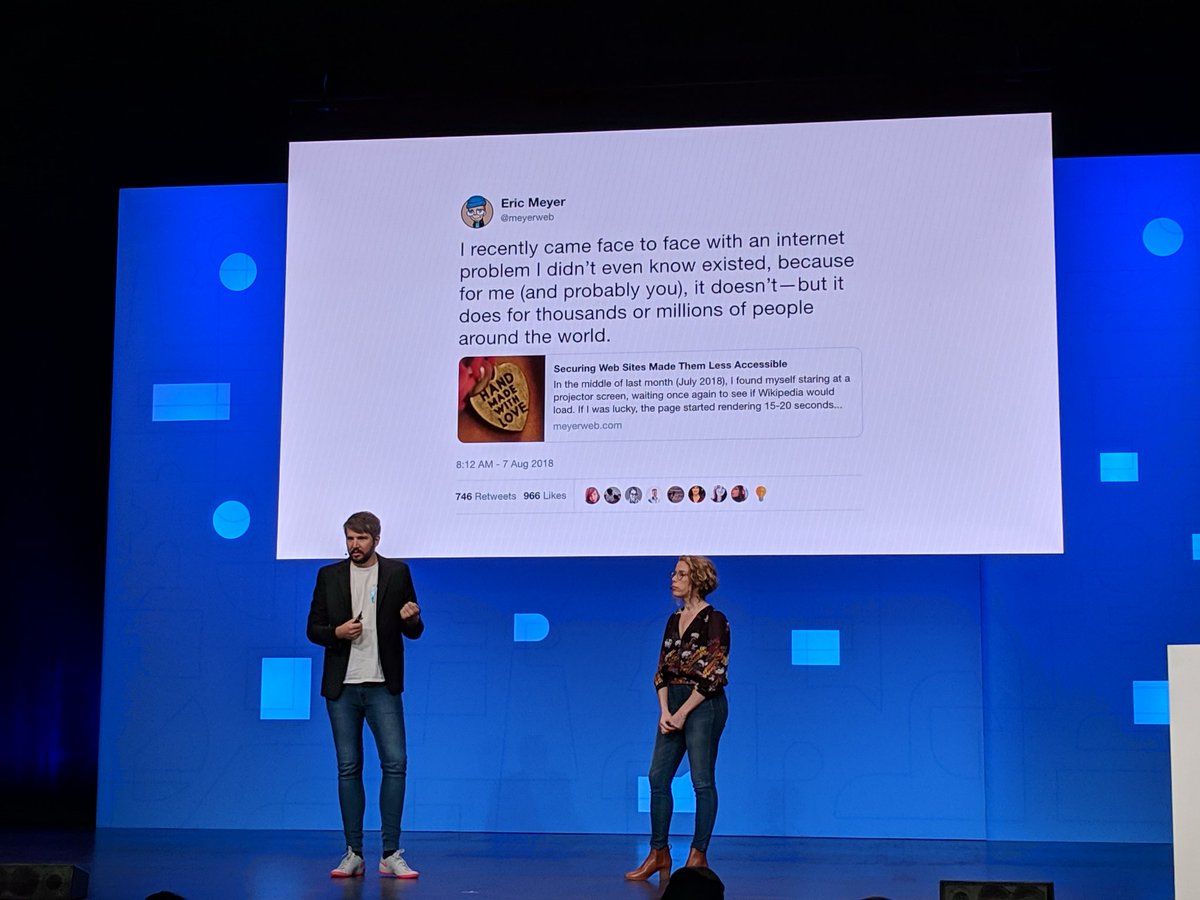 Eric Meyer
@meyerweb
I recently came face to face with an internet
problem I didn't even know existed, because
for me (and probably you), it doesn't—but it
does for thousands or millions of people
around the world.
HAND
MADE
WITH
LOVE
Securing Web Sites Made Them Less Accessible
In the middle of last month (July 2018), I found myself staring at a
projector screen, waiting once again to see if Wikipedia would
load. If I was lucky, the page started rendering 15-20 seconds...
meyerweb.com
8:12 AM - 7 Aug 2018
746 Retweets 966 Likes